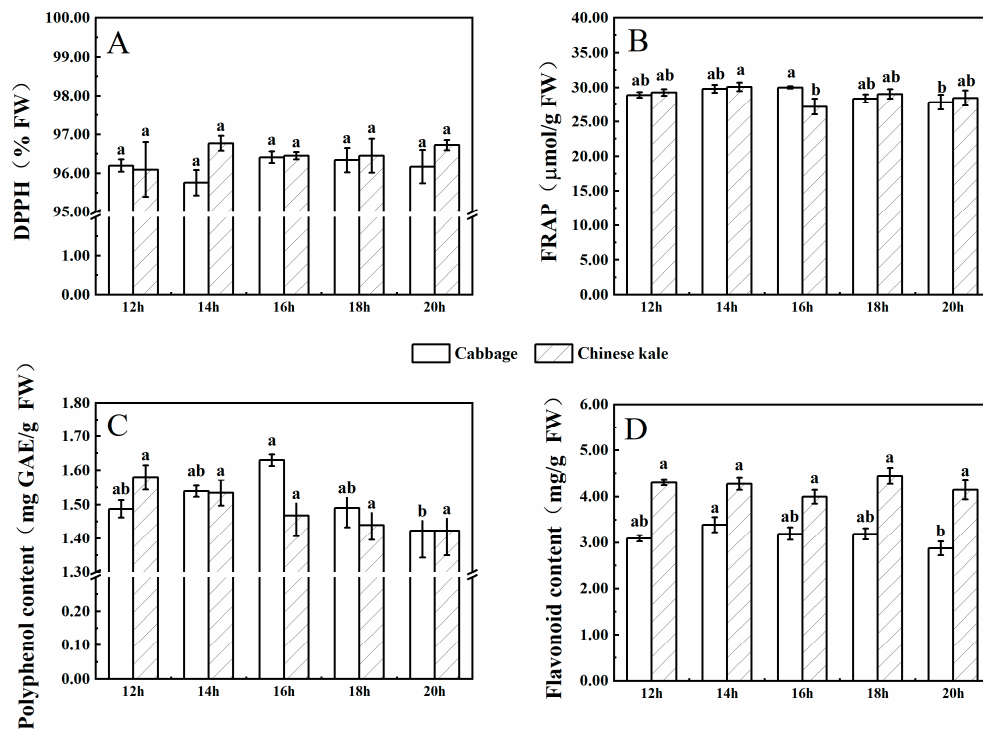 A
DPPH (% FW)
100.00
99.00
98.00
97.00
96.00
95.00
1.00
0.00
a a a a a a a a a a
12h 14h 16h 18h 20h
B
FRAP (μmol/g FW)
40.00
35.00
30.00
25.00
20.00
15.00
10.00
5.00
0.00
ab ab ab a a b ab ab b ab
12h 14h 16h 18h 20h
Cabbage Chinese kale
C
Polyphenol content (mg GAE/g FW)
1.80
1.70
1.60
1.50
1.40
1.30
0.20
0.10
0.00
ab a ab a a a ab a b a
12h 14h 16h 18h 20h
D
Flavonoid content (mg/g FW)
6.00
5.00
4.00
3.00
2.00
1.00
0.00
ab a a a ab a ab a b a
12h 14h 16h 18h 20h